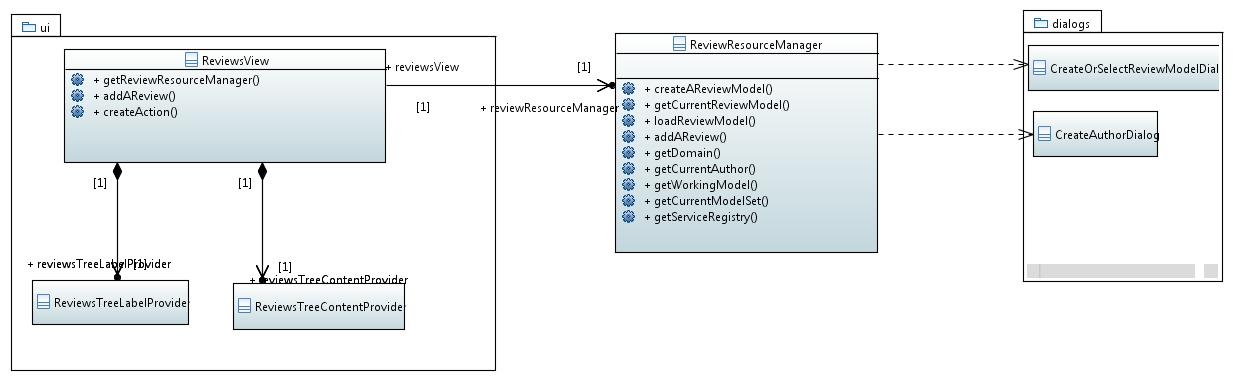 ui
ReviewsView
+ getReviewResourceManager()
+ addAReview()
+ createAction()
+ reviewsView
[1]
[1]
+ reviewResourceManager
ReviewResourceManager
+ createAReviewModel()
+ getCurrentReviewModel()
+ loadReviewModel()
+ addAReview()
+ getDomain()
+ getCurrentAuthor()
+ getWorkingModel()
+ getCurrentModelSet()
+ getServiceRegistry()
dialogs
CreateOrSelectReviewModelDial
CreateAuthorDialog
[1]
[1]
+ reviewsTreeLabelProvider
[1]
[1]
+ reviewsTreeContentProvider
ReviewsTreeLabelProvider
ReviewsTreeContentProvider